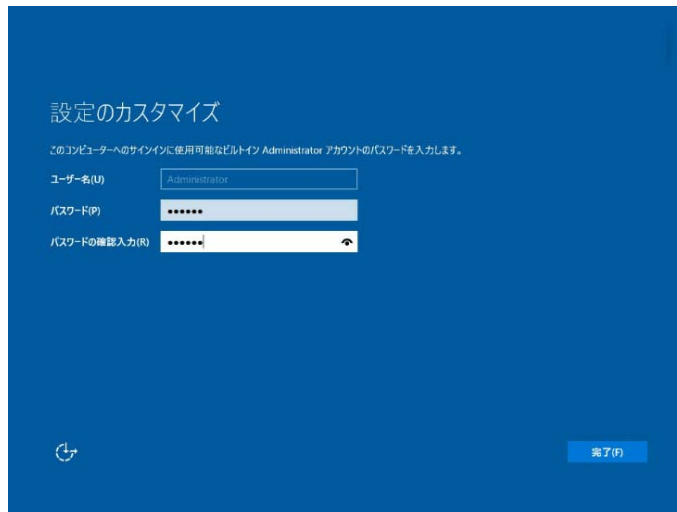 設定のカスタマイズ
このコンピューターへのサインインに使用可能なビルトイン Administrator アカウントのパスワードを入力します。
ユーザー名(U)
Administrator
パスワード(P)
••••••
パスワードの確認入力(R)
••••••
完了(F)